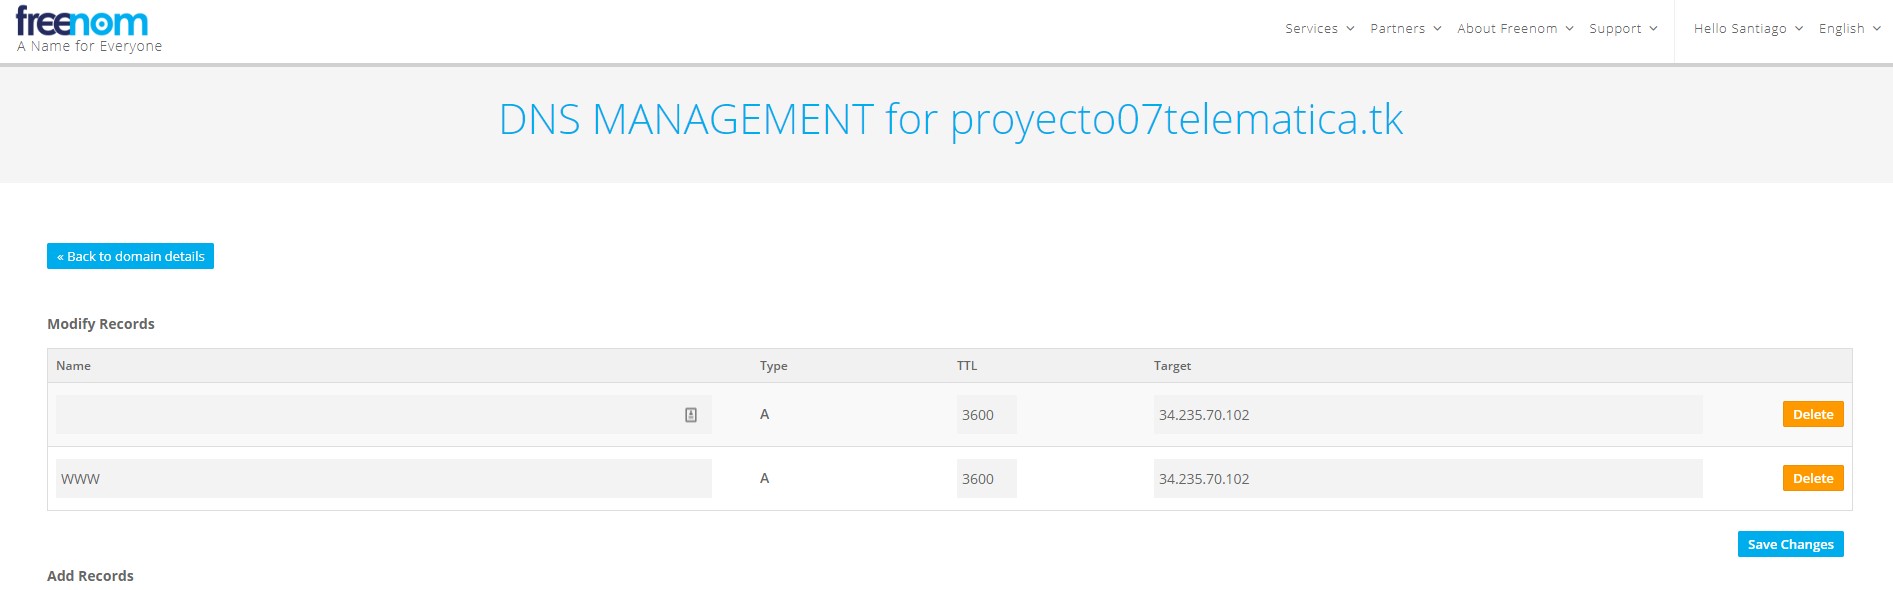 freenom
A Name for Everyone
Services Partners About Freenom Support Hello Santiago English
DNS MANAGEMENT for proyecto07telematica.tk
« Back to domain details
Modify Records
Name Type TTL Target
A 3600 34.235.70.102 Delete
WWW A 3600 34.235.70.102 Delete
Save Changes
Add Records